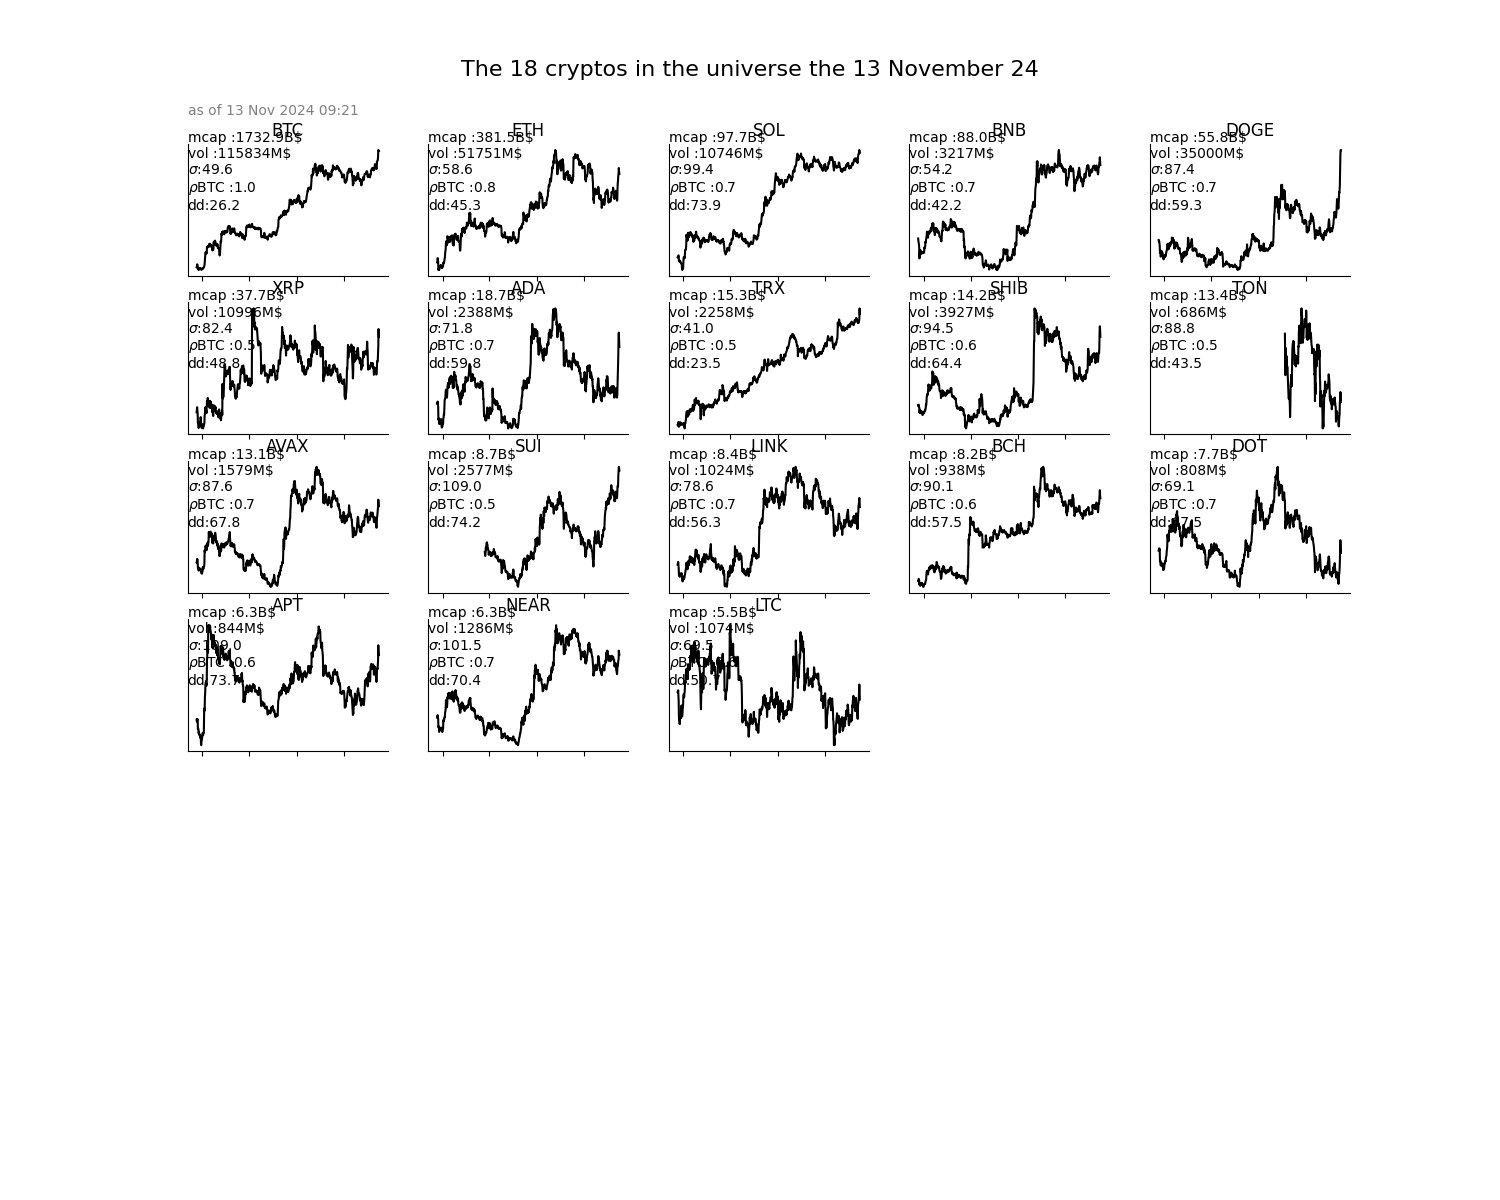 The 18 cryptos in the universe the 13 November 24
as of 13 Nov 2024 09:21
BTC
mcap :1732.9B$
vol :115834M$
σ:49.6
ρBTC :1.0
dd:26.2
ETH
mcap :381.5B$
vol :51751M$
σ:58.6
ρBTC :0.8
dd:45.3
SOL
mcap :97.7B$
vol :10746M$
σ:99.4
ρBTC :0.7
dd:73.9
BNB
mcap :88.0B$
vol :3217M$
σ:54.2
ρBTC :0.7
dd:42.2
DOGE
mcap :55.8B$
vol :35000M$
σ:87.4
ρBTC :0.7
dd:59.3
XRP
mcap :37.7B$
vol :10996M$
σ:82.4
ρBTC :0.5
dd:48.8
ADA
mcap :18.7B$
vol :2388M$
σ:71.8
ρBTC :0.7
dd:59.8
TRX
mcap :15.3B$
vol :2258M$
σ:41.0
ρBTC :0.5
dd:23.5
SHIB
mcap :14.2B$
vol :3927M$
σ:94.5
ρBTC :0.6
dd:64.4
TON
mcap :13.4B$
vol :686M$
σ:88.8
ρBTC :0.5
dd:43.5
AVAX
mcap :13.1B$
vol :1579M$
σ:87.6
ρBTC :0.7
dd:67.8
SUI
mcap :8.7B$
vol :2577M$
σ:109.0
ρBTC :0.5
dd:74.2
LINK
mcap :8.4B$
vol :1024M$
σ:78.6
ρBTC :0.7
dd:56.3
BCH
mcap :8.2B$
vol :938M$
σ:90.1
ρBTC :0.6
dd:57.5
DOT
mcap :7.7B$
vol :808M$
σ:69.1
ρBTC :0.7
APT
mcap :6.3B$
vol :844M$
σ:109.0
ρBTC :0.6
NEAR
mcap :6.3B$
vol :1286M$
σ:101.5
ρBTC :0.7
dd:70.4
LTC
mcap :5.5B$
vol :1074M$
σ:69.5